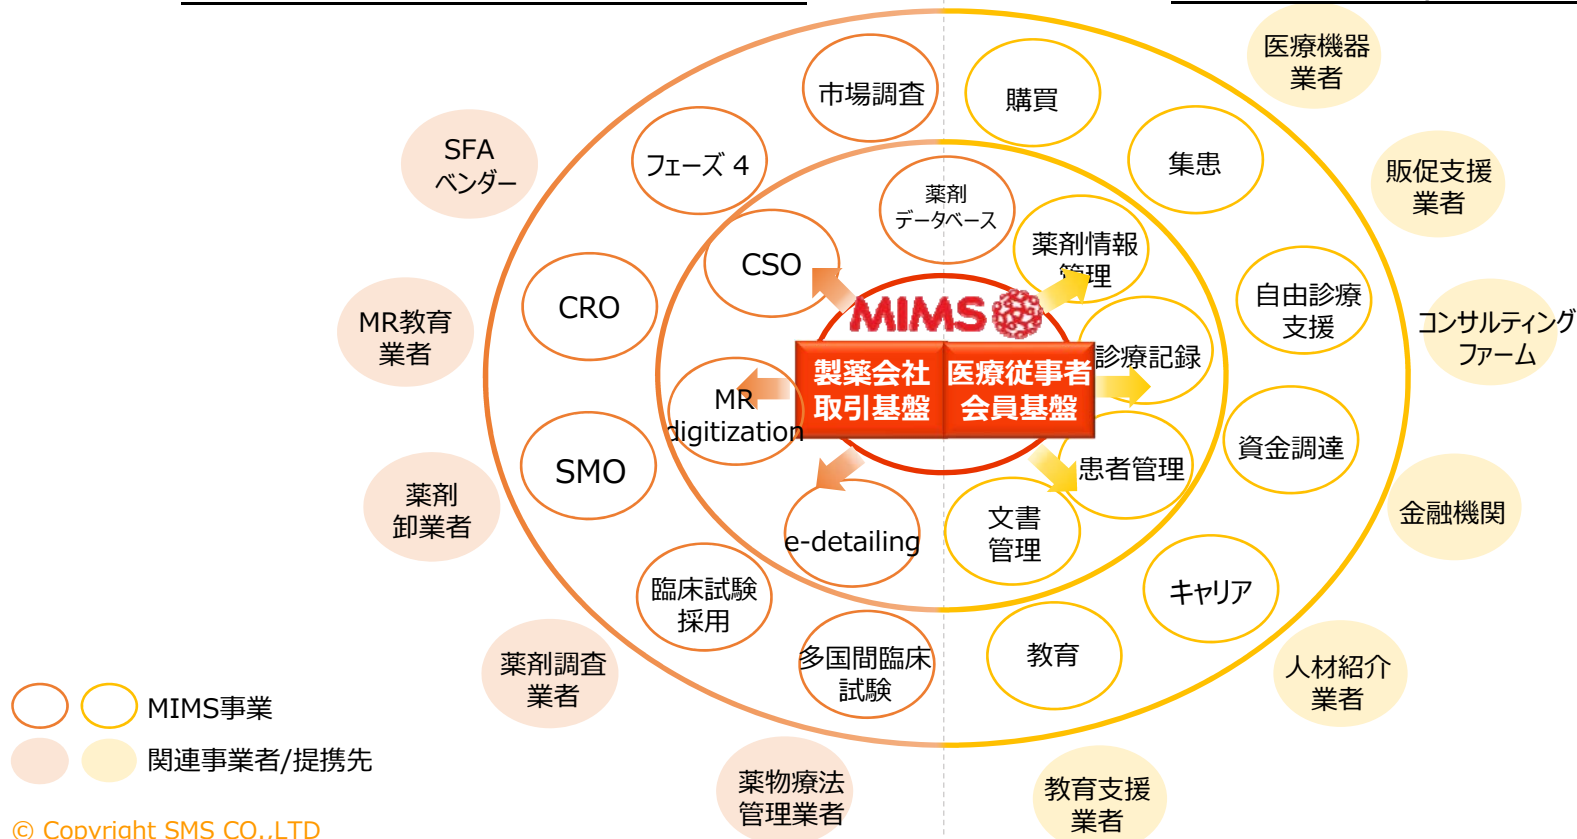 医療機器
業者
市場調査
購買
SFA
ベンダー
フェーズ 4
集患
販促支援
業者
薬剤
データベース
薬剤情報
管理
CSO
CRO
自由診療
支援
MR教育
業者
コンサルティング
ファーム
MIMS
診療記録
製薬会社
取引基盤
医療従事者
会員基盤
MR
digitization
資金調達
SMO
患者管理
薬剤
卸業者
金融機関
e-detailing
文書
管理
臨床試験
採用
キャリア
多国間臨床
試験
教育
薬剤調査
業者
人材紹介
業者
MIMS事業
関連事業者/提携先
薬物療法
管理業者
教育支援
業者
© Copyright SMS CO.,LTD